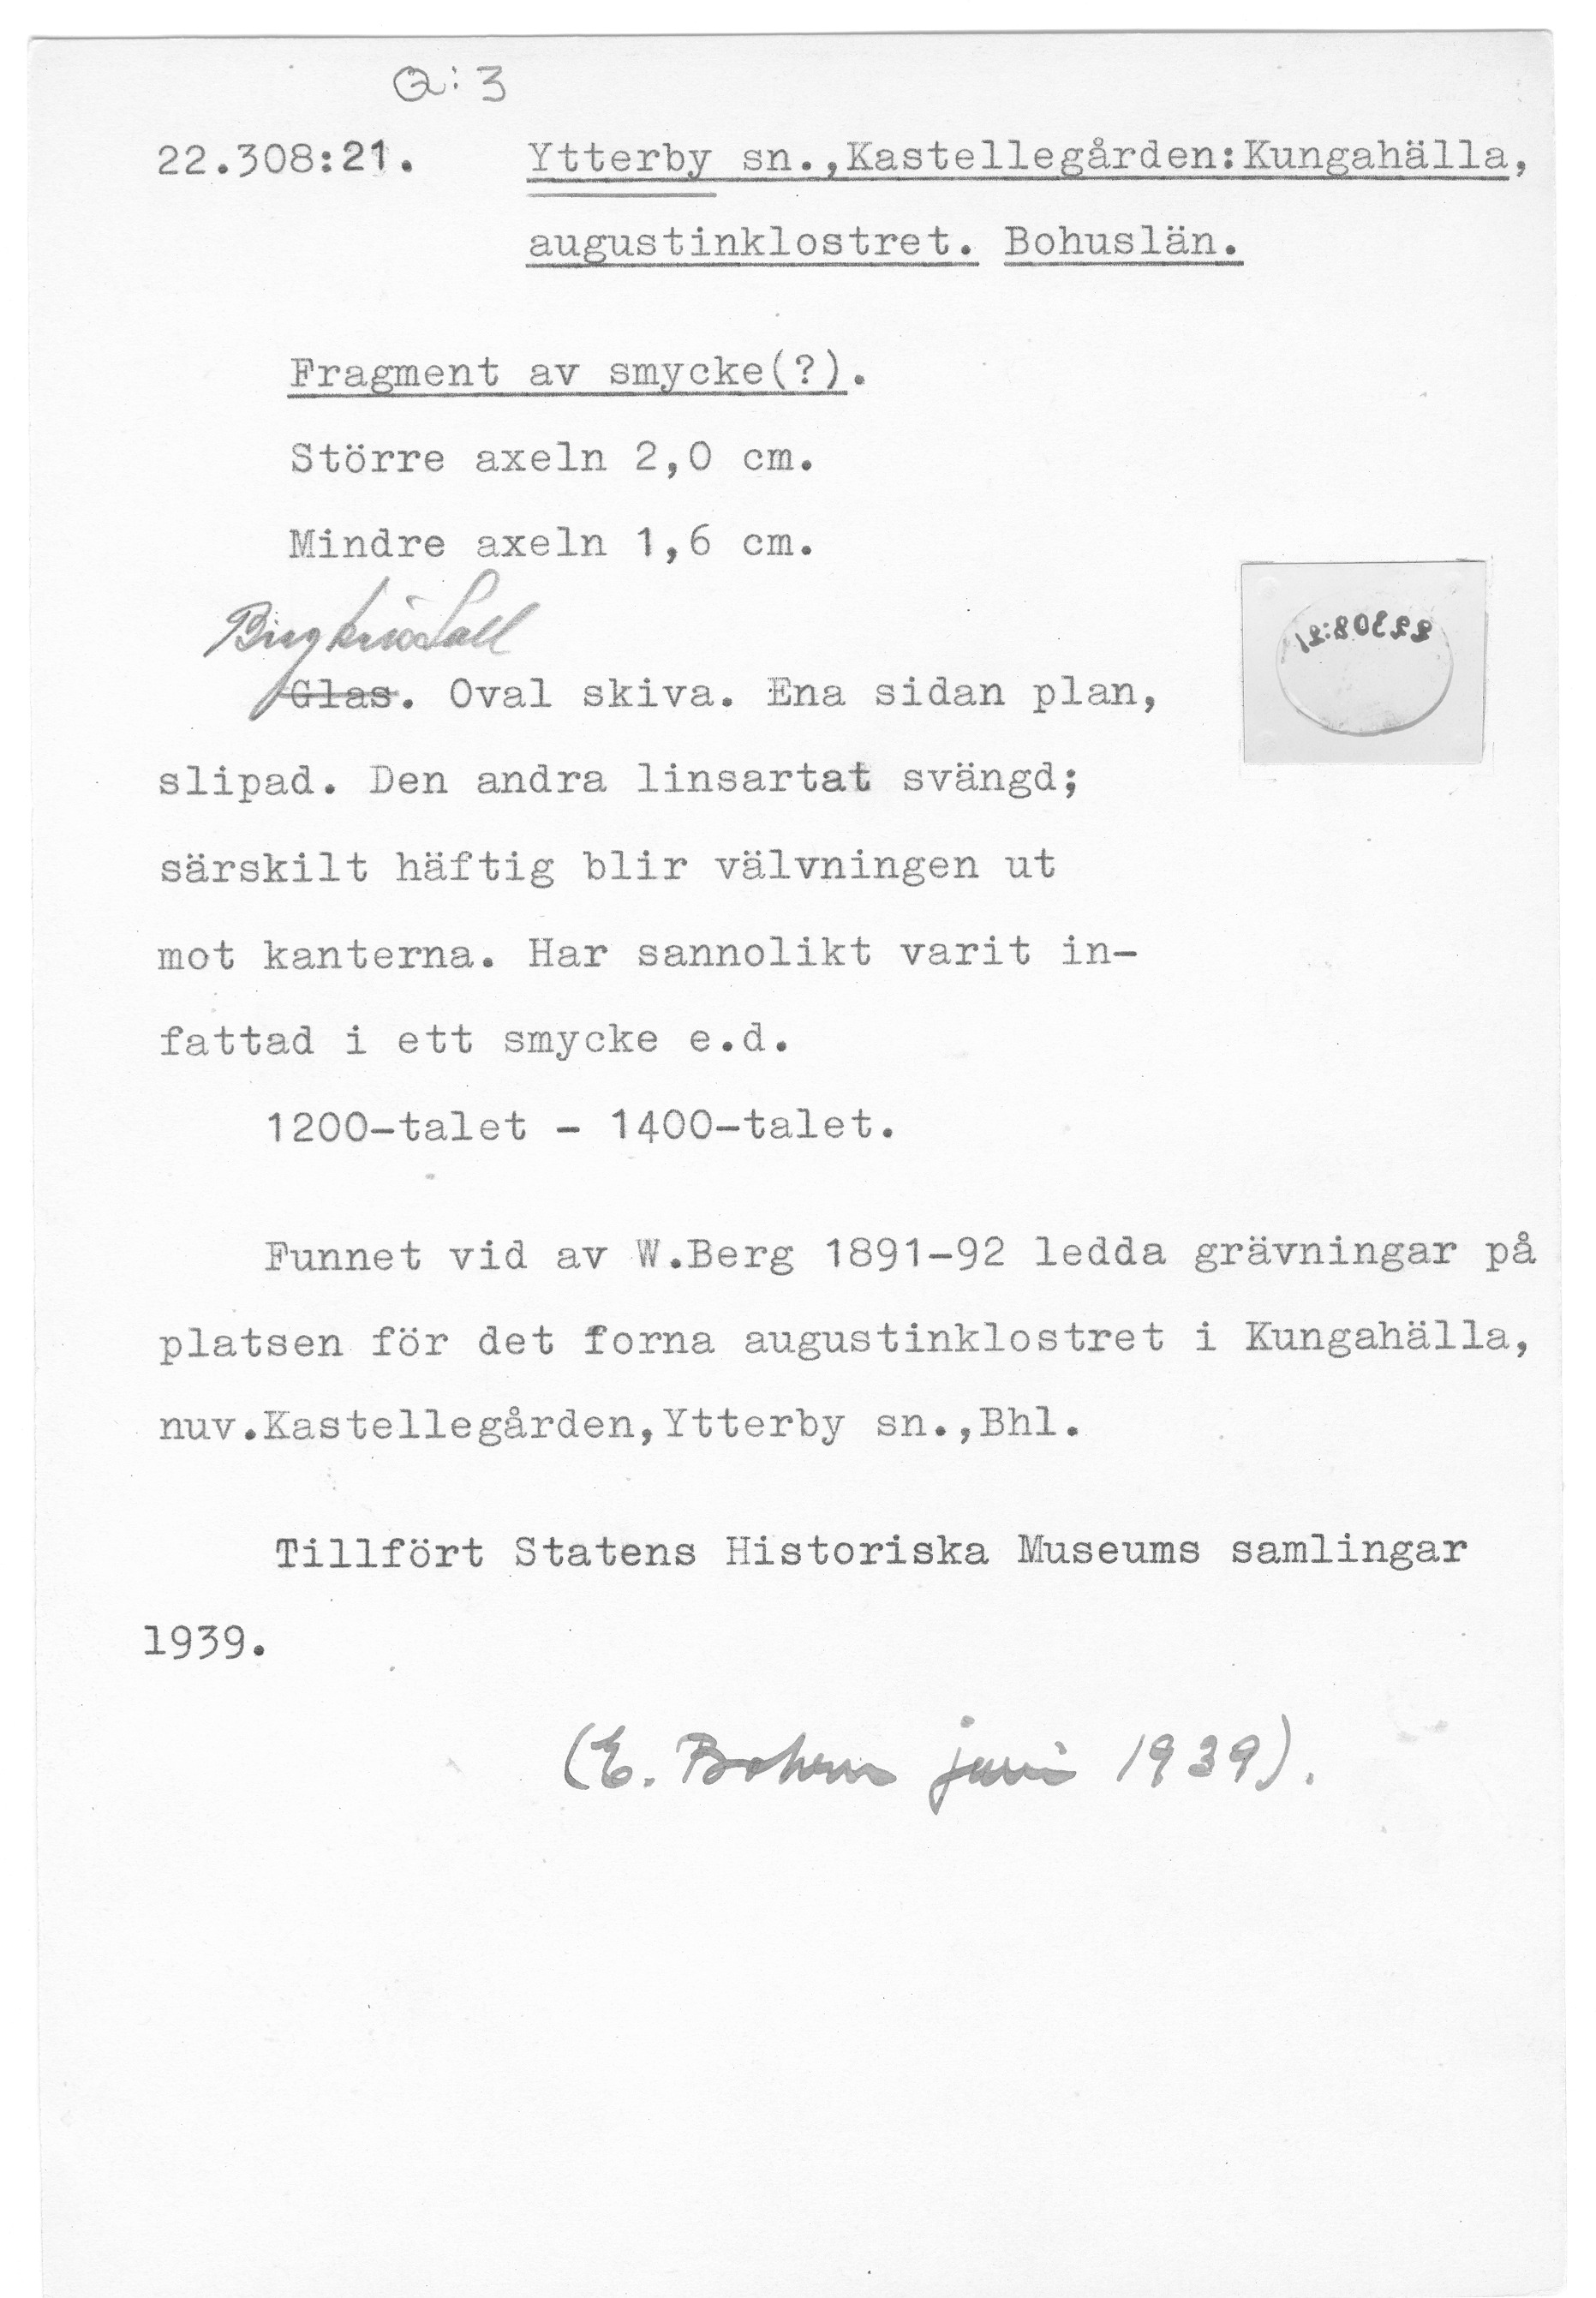 Q:3
22.308:21. Ytterby sn.,Kastellegården:Kungahälla,
augustinklostret. Bohuslän.
Fragment av smycke(?).
Större axeln 2,0 cm.
Mindre axeln 1,6 cm.
Bergkristall
Glas. Oval skiva. Ena sidan plan,
slipad. Den andra linsartat svängd;
särskilt häftig blir välvningen ut
mot kanterna. Har sannolikt varit in-
fattad i ett smycke e.d.
1200-talet - 1400-talet.
Funnet vid av W.Berg 1891-92 ledda grävningar på
platsen för det forna augustinklostret i Kungahälla,
nuv.Kastellegården,Ytterby sn.,Bhl.
Tillfört Statens Historiska Museums samlingar
1939.
(E. Bohrn juni 1939).
22308:21